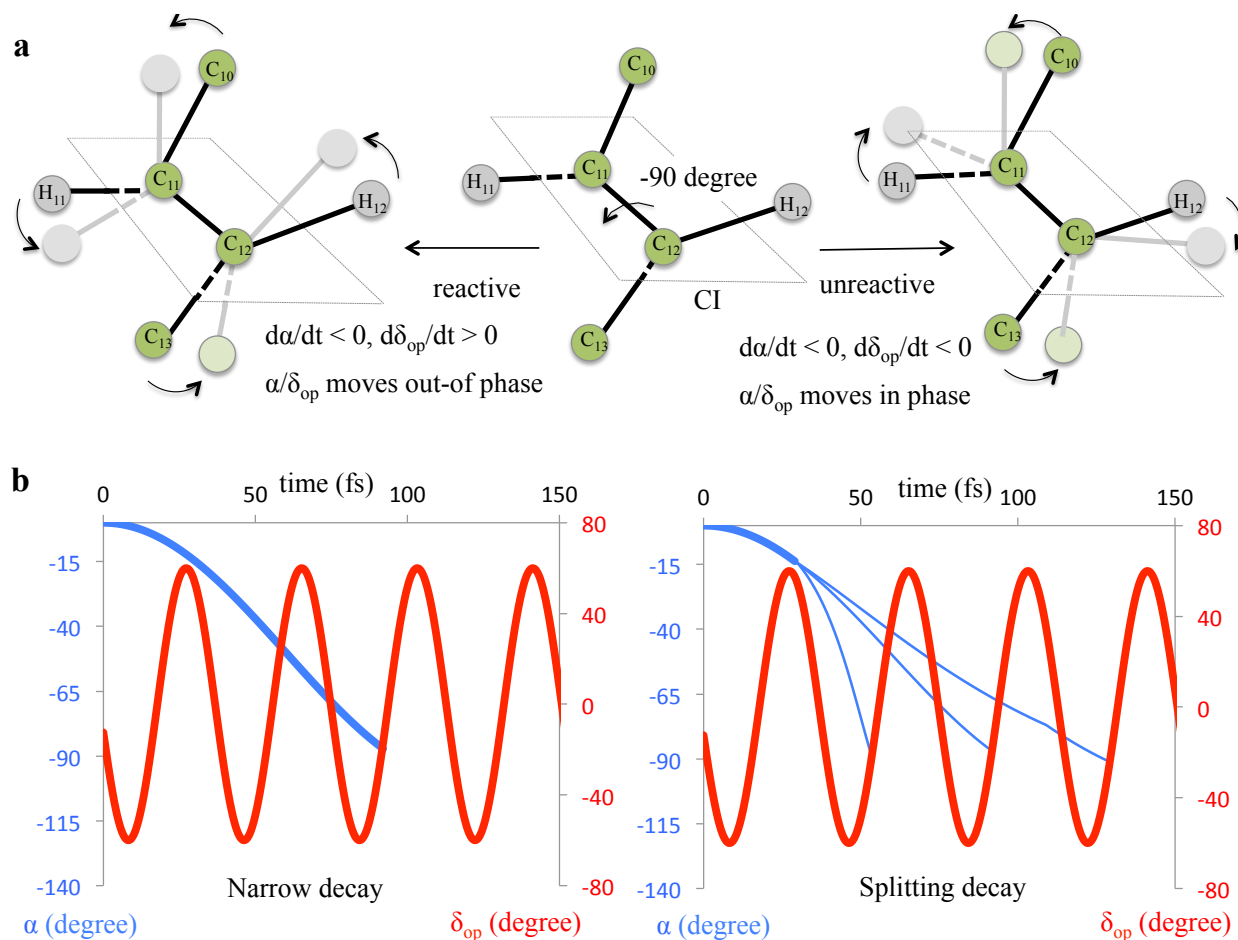 a
C10
C11
H11
C12
H12
C13
reactive
dα/dt < 0, dδop/dt > 0
α/δop moves out-of phase
C10
C11
H11
-90 degree
H12
C12
CI
C13
C10
C11
H11
H12
C12
unreactive
C13
dα/dt < 0, dδop/dt < 0
α/δop moves in phase
b
time (fs)
0 50 100 150
-15
-40
-65
-90
-115
-140
80
40
0
-40
-80
Narrow decay
α (degree)
δop (degree)
time (fs)
0 50 100 150
-15
-40
-65
-90
-115
-140
80
40
0
-40
-80
Splitting decay
α (degree)
δop (degree)